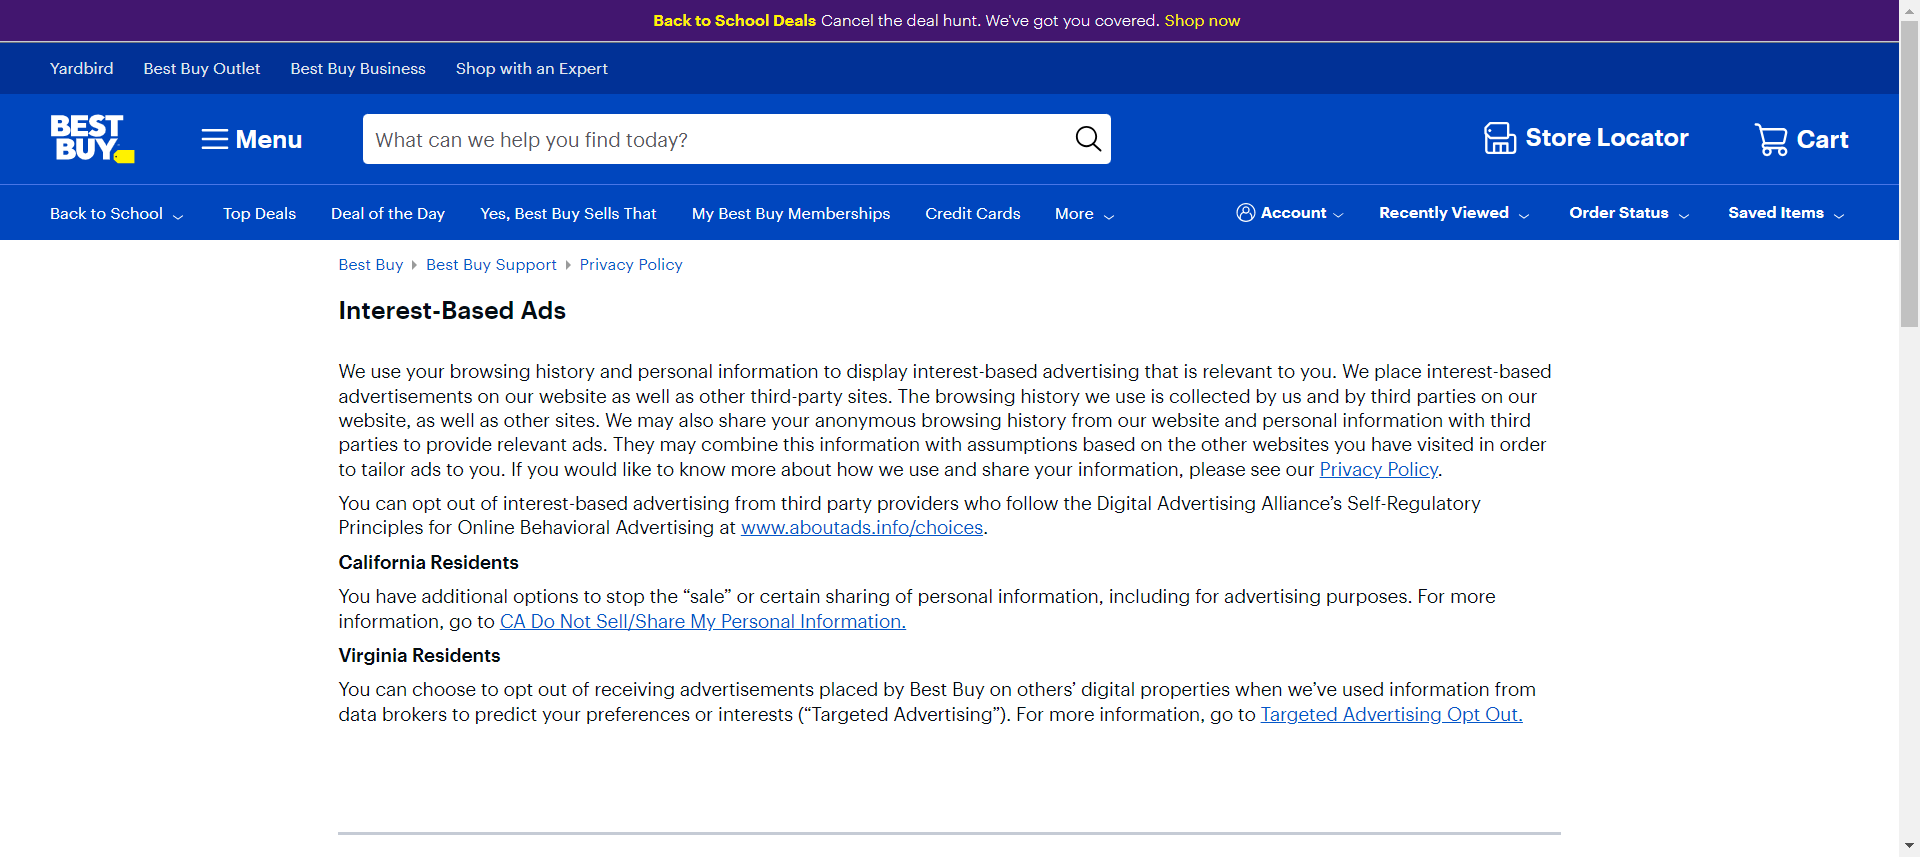 Back to School Deals Cancel the deal hunt. We've got you covered. Shop now
Yardbird Best Buy Outlet Best Buy Business Shop with an Expert
BEST
BUY
Menu
What can we help you find today?
Store Locator
Cart
Back to School Top Deals Deal of the Day Yes, Best Buy Sells That My Best Buy Memberships Credit Cards More Account Recently Viewed Order Status Saved Items
Best Buy Best Buy Support Privacy Policy
Interest-Based Ads
We use your browsing history and personal information to display interest-based advertising that is relevant to you. We place interest-based
advertisements on our website as well as other third-party sites. The browsing history we use is collected by us and by third parties on our
website, as well as other sites. We may also share your anonymous browsing history from our website and personal information with third
parties to provide relevant ads. They may combine this information with assumptions based on the other websites you have visited in order
to tailor ads to you. If you would like to know more about how we use and share your information, please see our Privacy Policy.
You can opt out of interest-based advertising from third party providers who follow the Digital Advertising Alliance’s Self-Regulatory
Principles for Online Behavioral Advertising at www.aboutads.info/choices.
California Residents
You have additional options to stop the “sale” or certain sharing of personal information, including for advertising purposes. For more
information, go to CA Do Not Sell/Share My Personal Information.
Virginia Residents
You can choose to opt out of receiving advertisements placed by Best Buy on others’ digital properties when we’ve used information from
data brokers to predict your preferences or interests (“Targeted Advertising”). For more information, go to Targeted Advertising Opt Out.